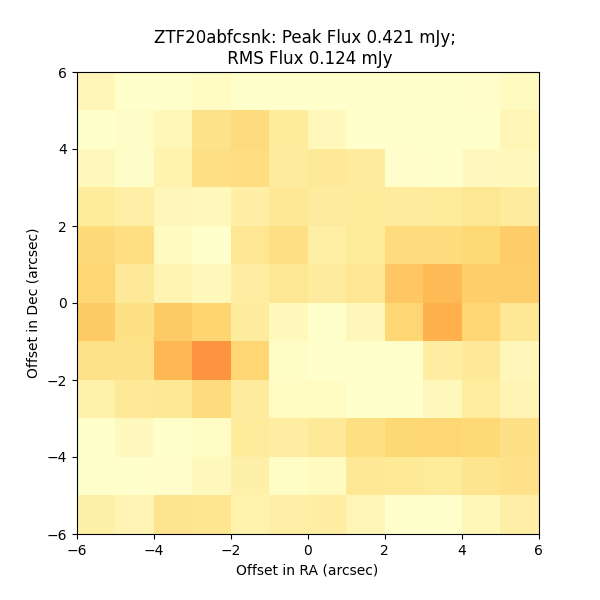 ZTF20abfcsnk: Peak Flux 0.421 mJy;
RMS Flux 0.124 mJy
6
4
2
0
−2
−4
−6
Offset in Dec (arcsec)
−6 −4 −2 0 2 4 6
Offset in RA (arcsec)